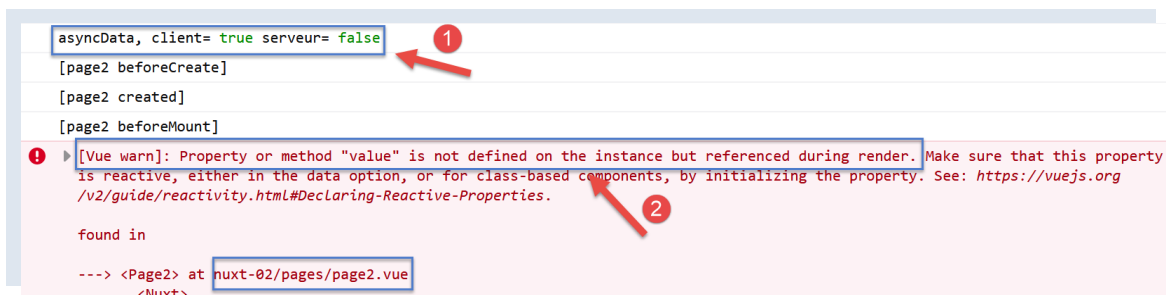 asyncData, client= true serveur= false
1
[page2 beforeCreate]
[page2 created]
[page2 beforeMount]
[Vue warn]: Property or method "value" is not defined on the instance but referenced during render. Make sure that this property
is reactive, either in the data option, or for class-based components, by initializing the property. See: https://vuejs.org
/v2/guide/reactivity.html#Declaring-Reactive-Properties.
2
found in
---> <Page2> at nuxt-02/pages/page2.vue
<Nuxt>